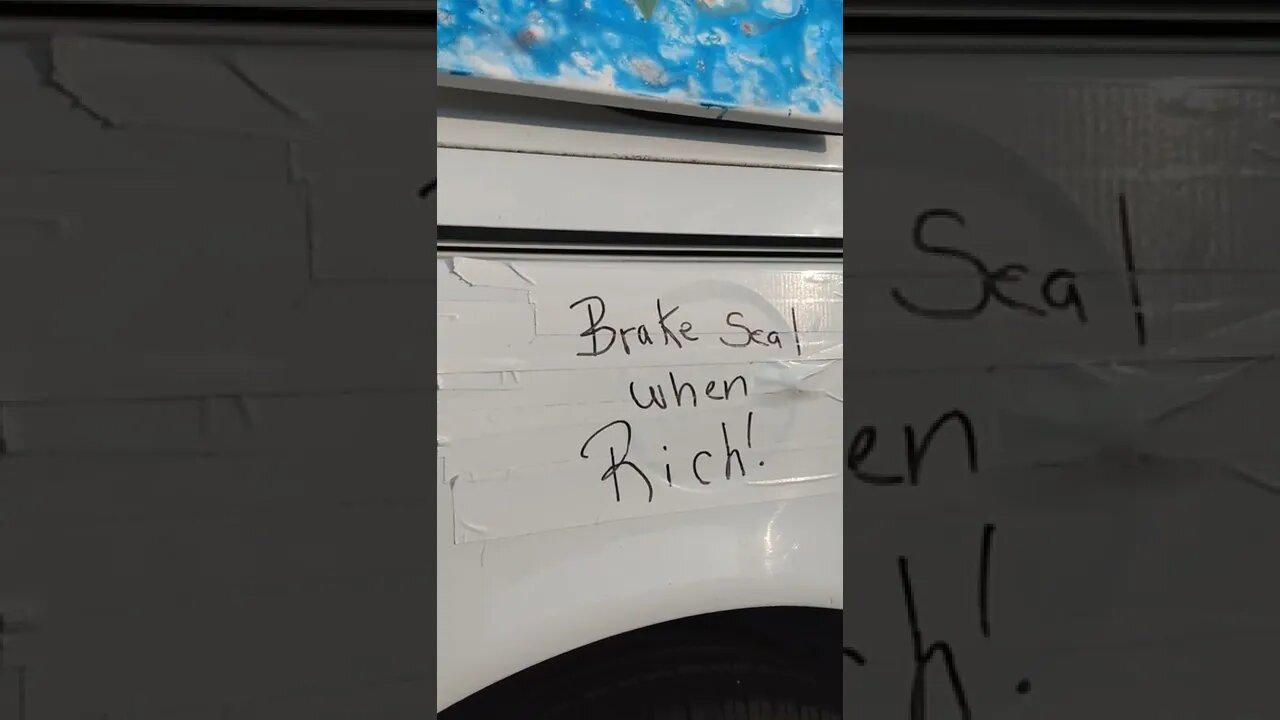 Brake Seal
when
Rich!